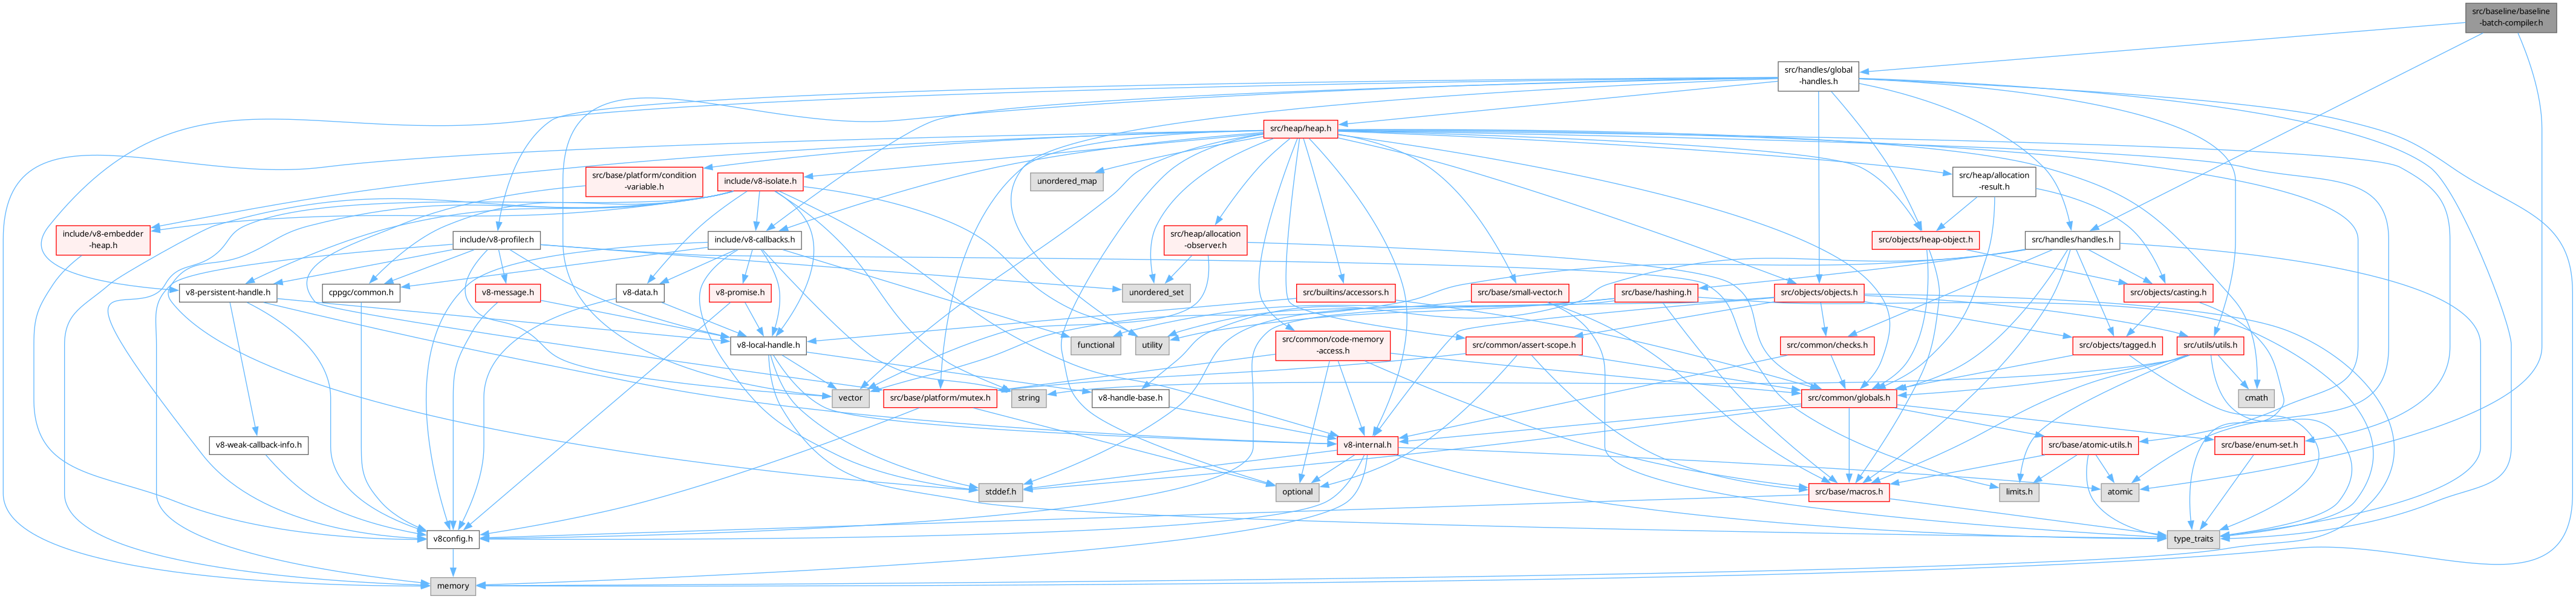 src/baseline/baseline
-batch-compiler.h
src/handles/global
-handles.h
src/heap/heap.h
src/base/platform/condition
-variable.h
include/v8-isolate.h
unordered_map
src/heap/allocation
-result.h
include/v8-embedder
-heap.h
include/v8-profiler.h
include/v8-callbacks.h
src/heap/allocation
-observer.h
src/objects/heap-object.h
src/handles/handles.h
v8-persistent-handle.h
cppgc/common.h
v8-message.h
v8-data.h
v8-promise.h
unordered_set
src/builtins/accessors.h
src/base/small-vector.h
src/base/hashing.h
src/objects/objects.h
src/objects/casting.h
v8-local-handle.h
functional
utility
src/common/code-memory
-access.h
src/common/assert-scope.h
src/common/checks.h
src/objects/tagged.h
src/utils/utils.h
vector
src/base/platform/mutex.h
string
v8-handle-base.h
src/common/globals.h
cmath
v8-weak-callback-info.h
v8-internal.h
src/base/atomic-utils.h
src/base/enum-set.h
stddef.h
optional
src/base/macros.h
limits.h
atomic
v8config.h
type_traits
memory